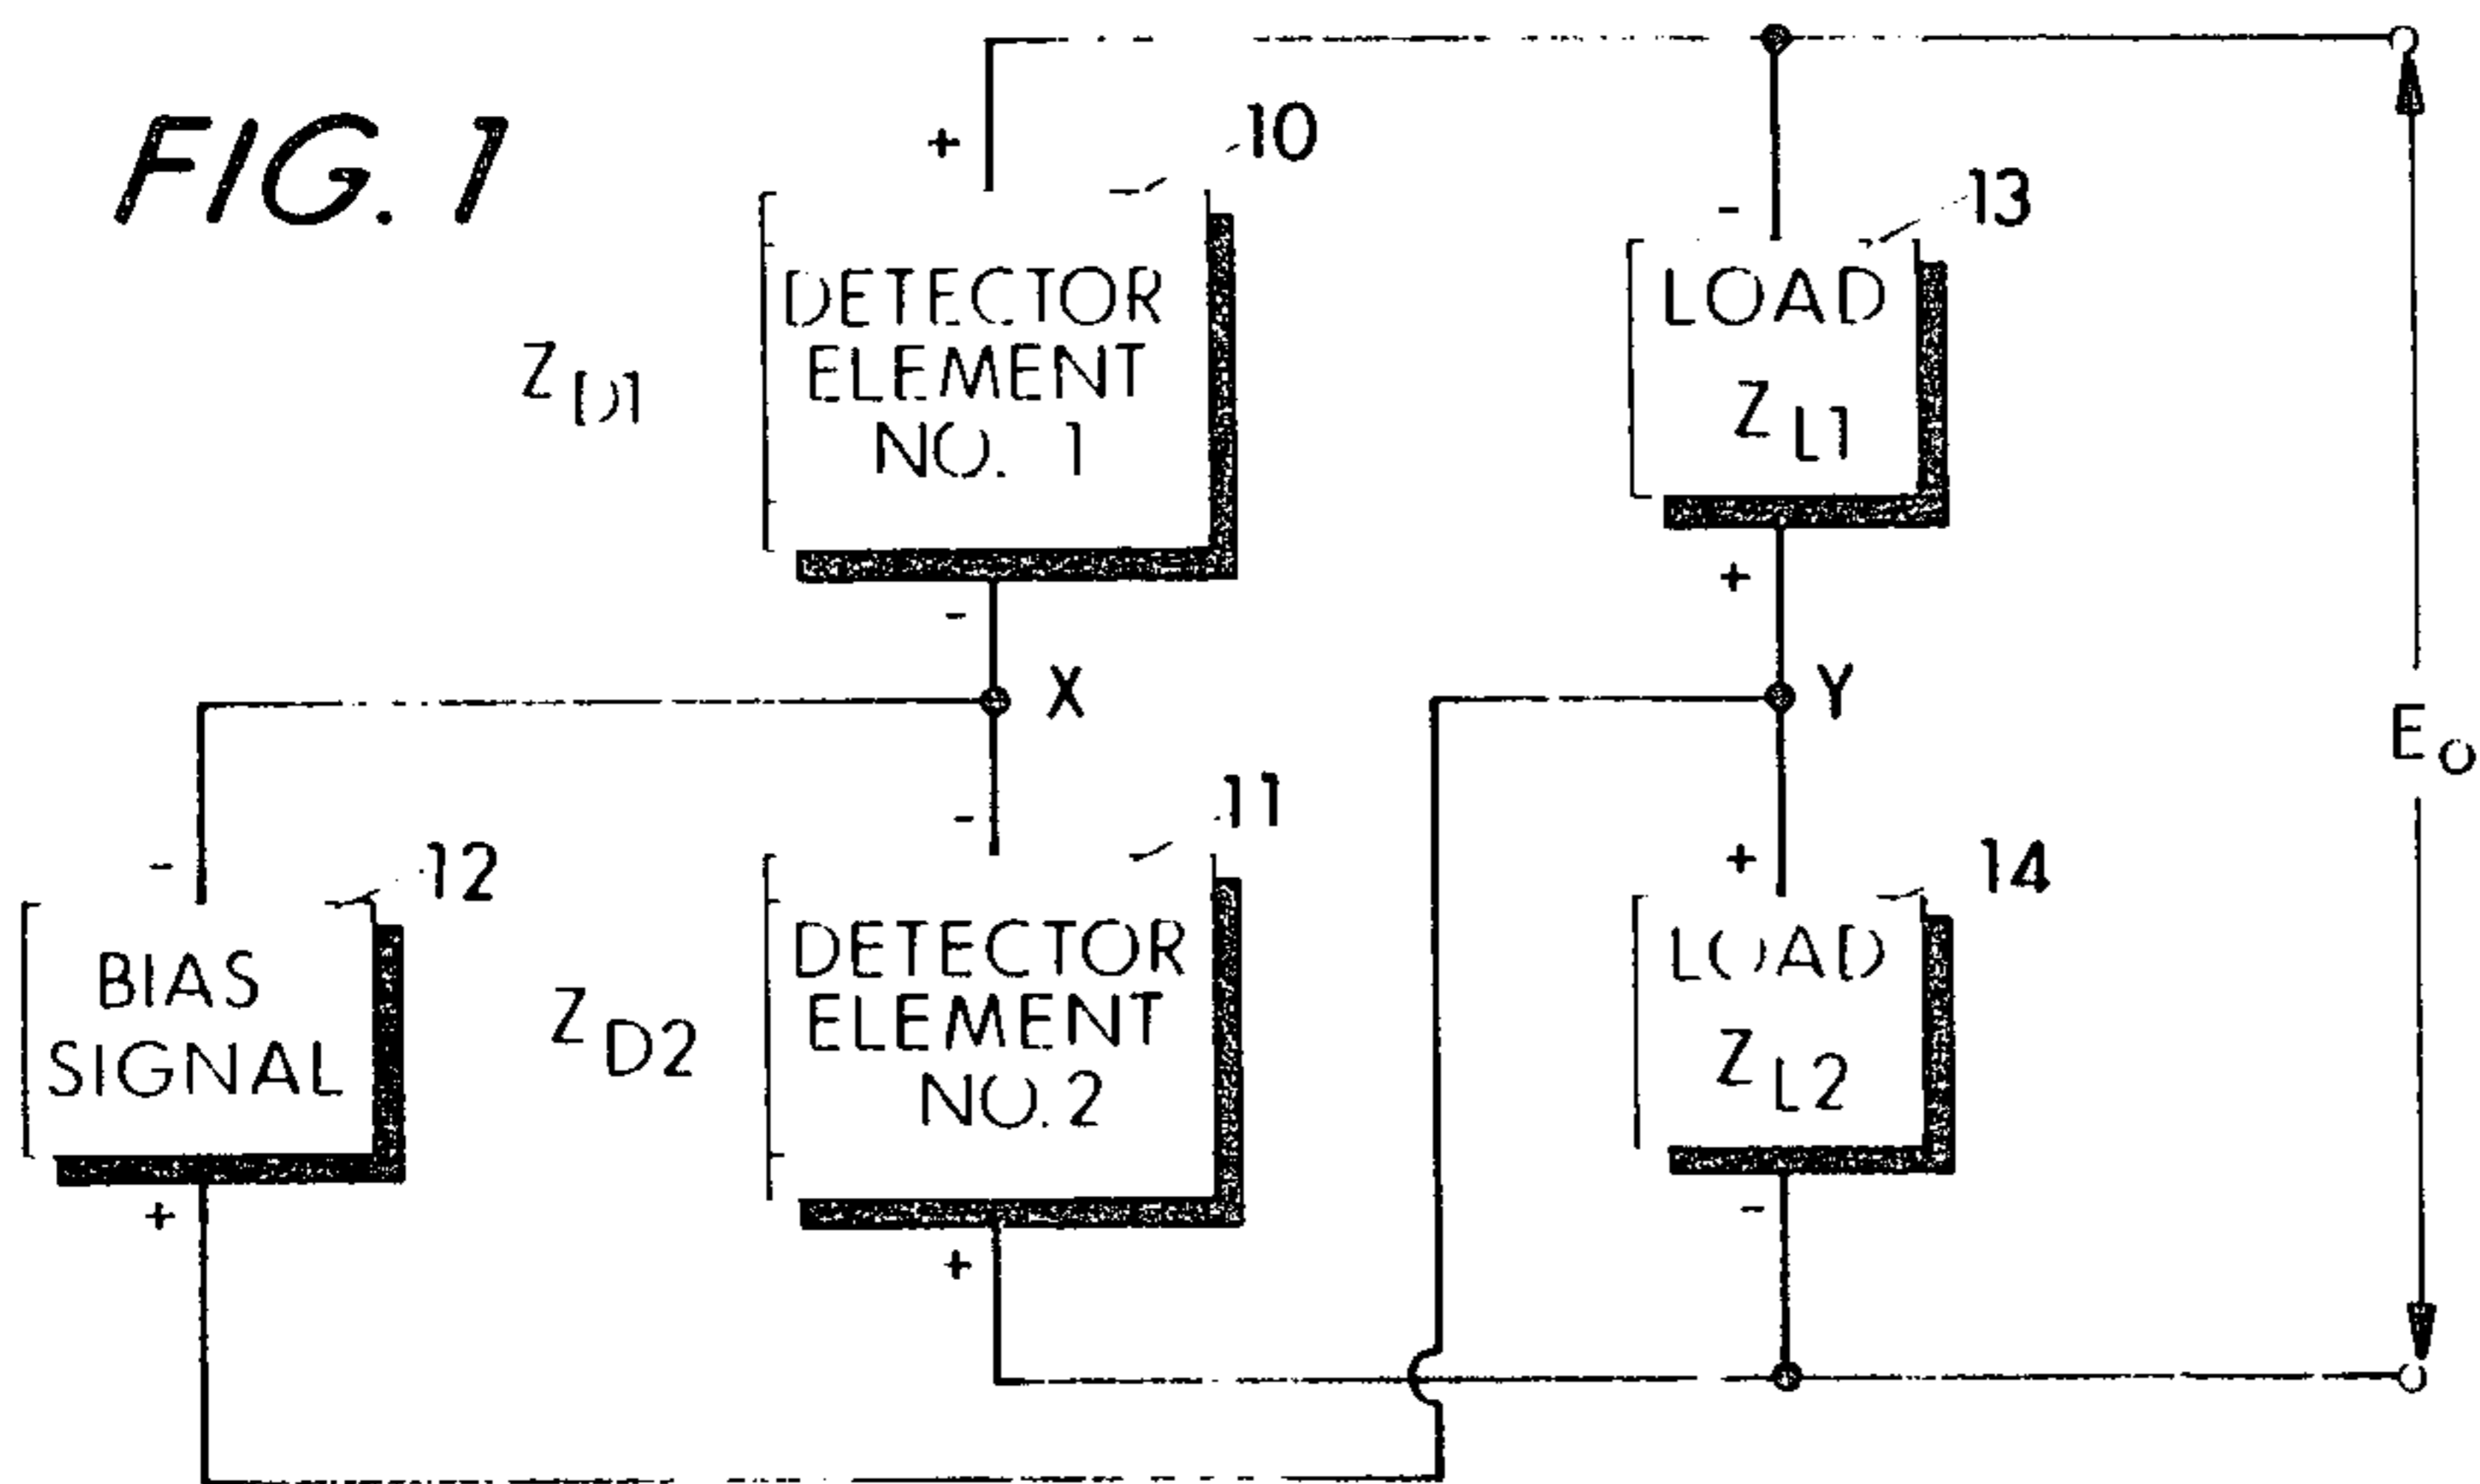 FIG. 1
+
10
-
13
DETECTOR
ELEMENT
NO. 1
Z D1
LOAD
Z L1
-
+
X
Y
E O
-
11
-
12
+
14
BIAS
SIGNAL
Z D2
DETECTOR
ELEMENT
NO. 2
LOAD
Z L2
+
+
-